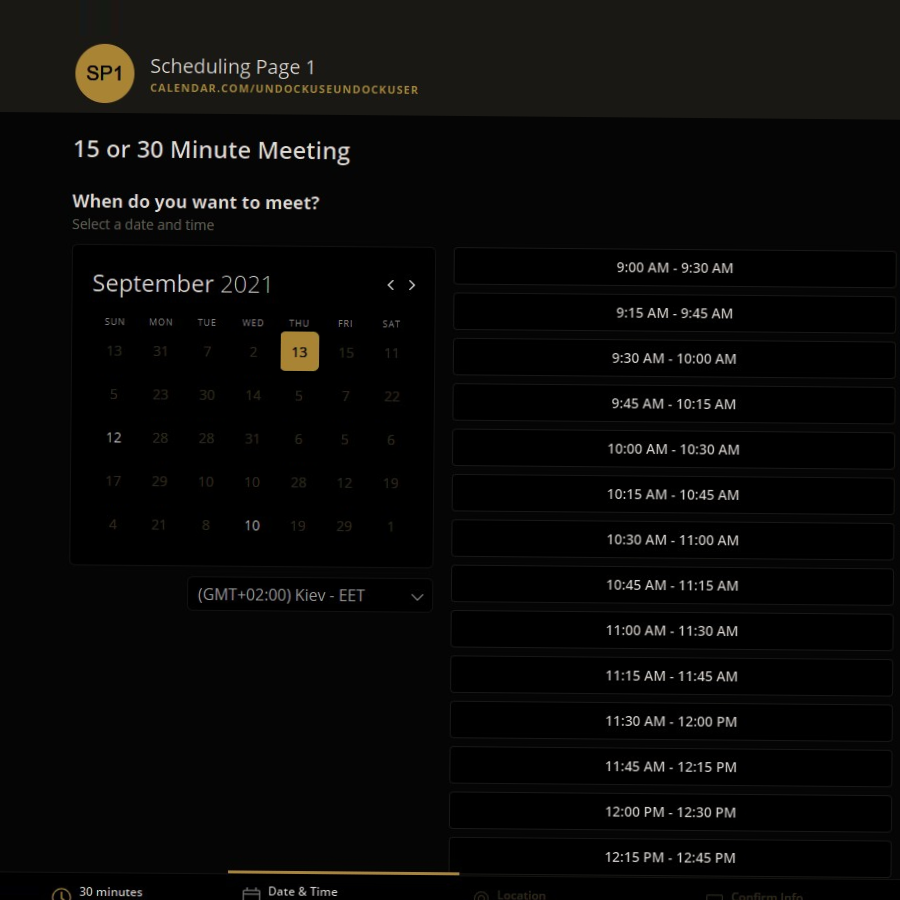 SP1
Scheduling Page 1
CALENDAR.COM/UNDOCKUSEUNDOCKUSER
15 or 30 Minute Meeting
When do you want to meet?
Select a date and time
September 2021
SUN MON TUE WED THU FRI SAT
13 31 7 2 13 15 11
5 23 30 14 5 7 22
12 28 28 31 6 5 6
17 29 10 10 28 12 19
4 21 8 10 19 29 1
(GMT+02:00) Kiev - EET
9:00 AM - 9:30 AM
9:15 AM - 9:45 AM
9:30 AM - 10:00 AM
9:45 AM - 10:15 AM
10:00 AM - 10:30 AM
10:15 AM - 10:45 AM
10:30 AM - 11:00 AM
10:45 AM - 11:15 AM
11:00 AM - 11:30 AM
11:15 AM - 11:45 AM
11:30 AM - 12:00 PM
11:45 AM - 12:15 PM
12:00 PM - 12:30 PM
12:15 PM - 12:45 PM
30 minutes Date & Time Location Confirm Info